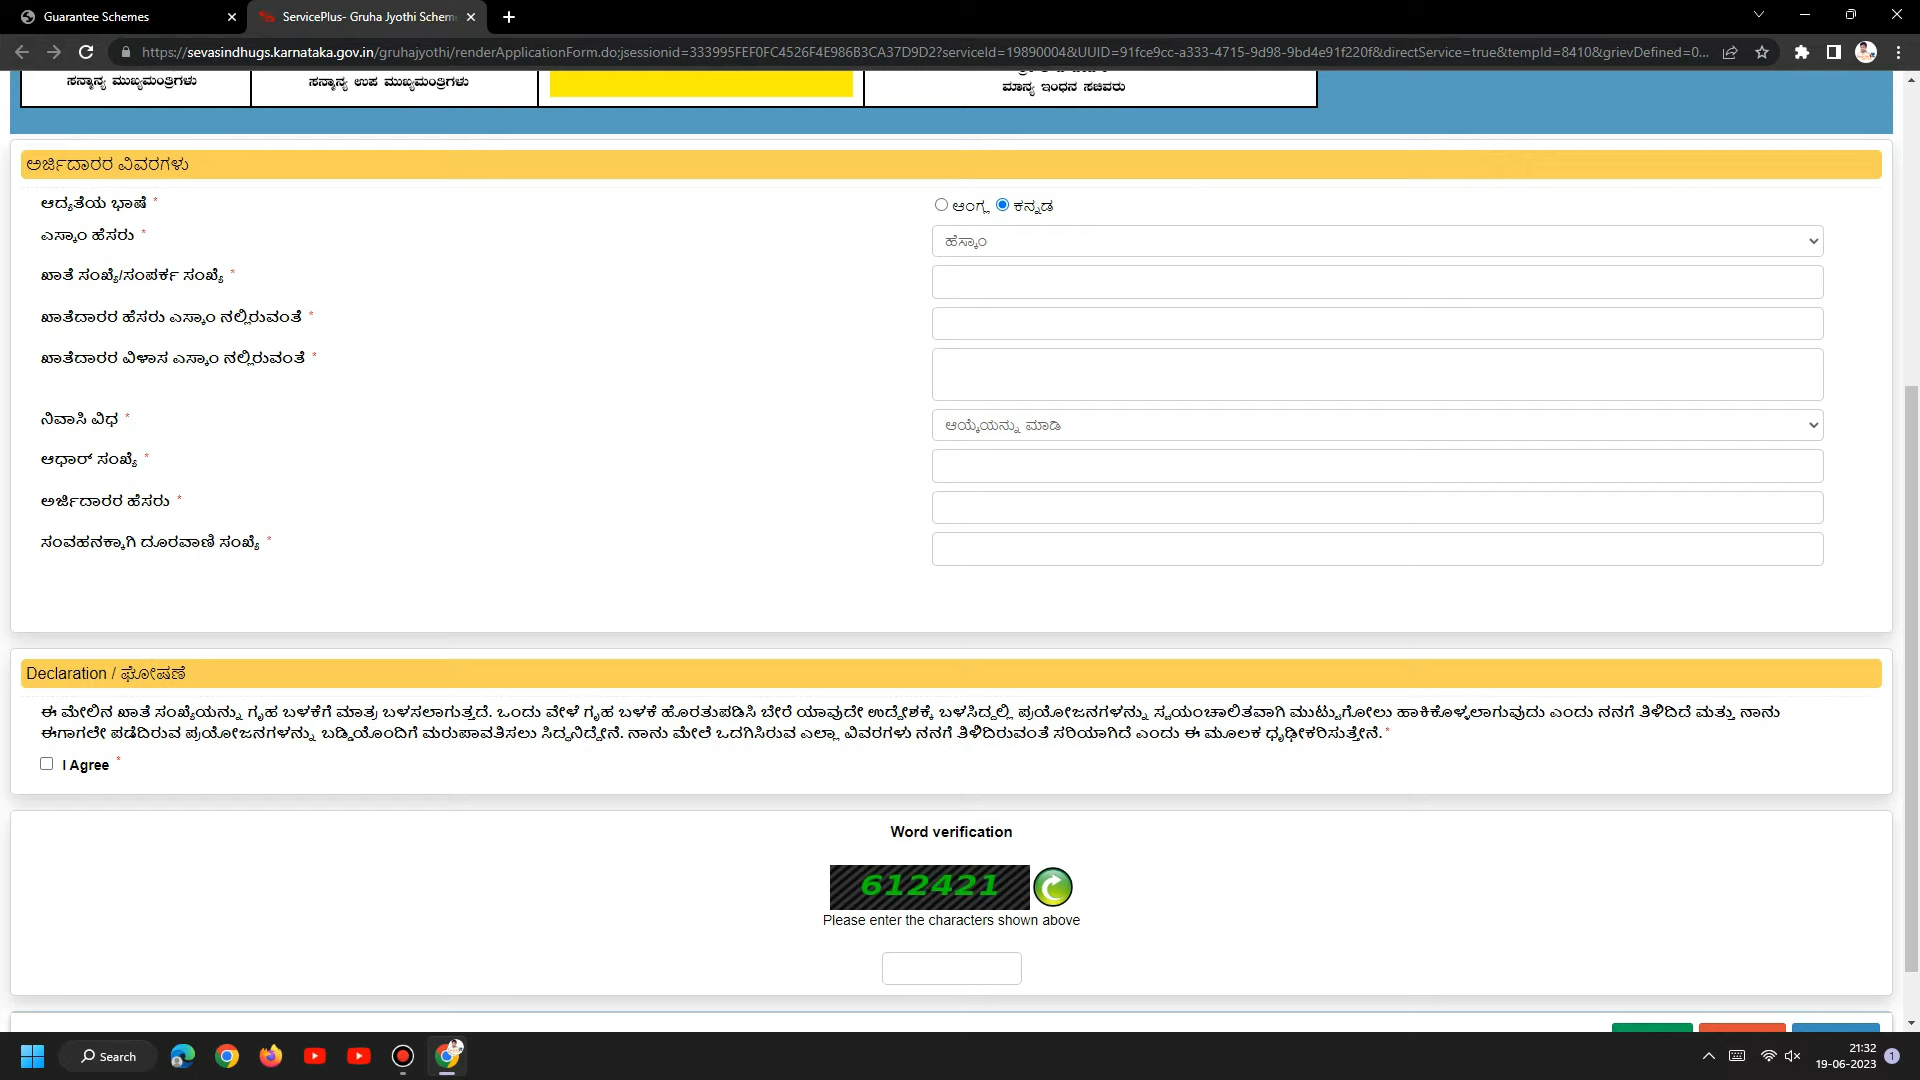 Guarantee Schemes
ServicePlus- Gruha Jyothi Schem
https://sevasindhugs.karnataka.gov.in/gruhajyothi/renderApplicationForm.do;jsessionid=333995FEF0FC4526F4E986B3CA37D9D2?serviceId=19890004&UUID=91fce9cc-a333-4715-9d98-9bd4e91f220f&directService=true&tempId=8410&grievDefined=0...
ಸನ್ಮಾನ್ಯ ಮುಖ್ಯಮಂತ್ರಿಗಳು
ಸನ್ಮಾನ್ಯ ಉಪ ಮುಖ್ಯಮಂತ್ರಿಗಳು
ಮಾನ್ಯ ಇಂಧನ ಸಚಿವರು
ಅರ್ಜಿದಾರರ ವಿವರಗಳು
ಆದ್ಯತೆಯ ಭಾಷೆ *
ಆಂಗ್ಲ ಕನ್ನಡ
ಎಸ್ಕಾಂ ಹೆಸರು *
ಹೆಸ್ಕಾಂ
ಖಾತೆ ಸಂಖ್ಯೆ/ಸಂಪರ್ಕ ಸಂಖ್ಯೆ *
ಖಾತೆದಾರರ ಹೆಸರು ಎಸ್ಕಾಂ ನಲ್ಲಿರುವಂತೆ *
ಖಾತೆದಾರರ ವಿಳಾಸ ಎಸ್ಕಾಂ ನಲ್ಲಿರುವಂತೆ *
ನಿವಾಸಿ ವಿಧ *
ಆಯ್ಕೆಯನ್ನು ಮಾಡಿ
ಆಧಾರ್ ಸಂಖ್ಯೆ *
ಅರ್ಜಿದಾರರ ಹೆಸರು *
ಸಂವಹನಕ್ಕಾಗಿ ದೂರವಾಣಿ ಸಂಖ್ಯೆ *
Declaration / ಘೋಷಣೆ
ಈ ಮೇಲಿನ ಖಾತೆ ಸಂಖ್ಯೆಯನ್ನು ಗೃಹ ಬಳಕೆಗೆ ಮಾತ್ರ ಬಳಸಲಾಗುತ್ತದೆ. ಒಂದು ವೇಳೆ ಗೃಹ ಬಳಕೆ ಹೊರತುಪಡಿಸಿ ಬೇರೆ ಯಾವುದೇ ಉದ್ದೇಶಕ್ಕೆ ಬಳಸಿದ್ದಲ್ಲಿ ಪ್ರಯೋಜನಗಳನ್ನು ಸ್ವಯಂಚಾಲಿತವಾಗಿ ಮುಟ್ಟುಗೋಲು ಹಾಕಿಕೊಳ್ಳಲಾಗುವುದು ಎಂದು ನನಗೆ ತಿಳಿದಿದೆ ಮತ್ತು ನಾನು
ಈಗಾಗಲೇ ಪಡೆದಿರುವ ಪ್ರಯೋಜನಗಳನ್ನು ಬಡ್ಡಿಯೊಂದಿಗೆ ಮರುಪಾವತಿಸಲು ಸಿದ್ಧನಿದ್ದೇನೆ. ನಾನು ಮೇಲೆ ಒದಗಿಸಿರುವ ಎಲ್ಲಾ ವಿವರಗಳು ನನಗೆ ತಿಳಿದಿರುವಂತೆ ಸರಿಯಾಗಿದೆ ಎಂದು ಈ ಮೂಲಕ ಧೃಢೀಕರಿಸುತ್ತೇನೆ. *
I Agree *
Word verification
612421
Please enter the characters shown above
Search
21:32
19-06-2023
1